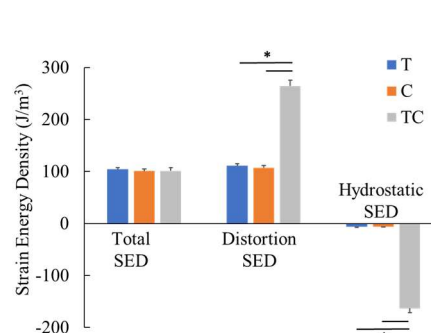 *
300
T
200
C
TC
100
Hydrostatic
SED
0
Total
SED
Distortion
SED
-100
-200
Strain Energy Density (J/m³)